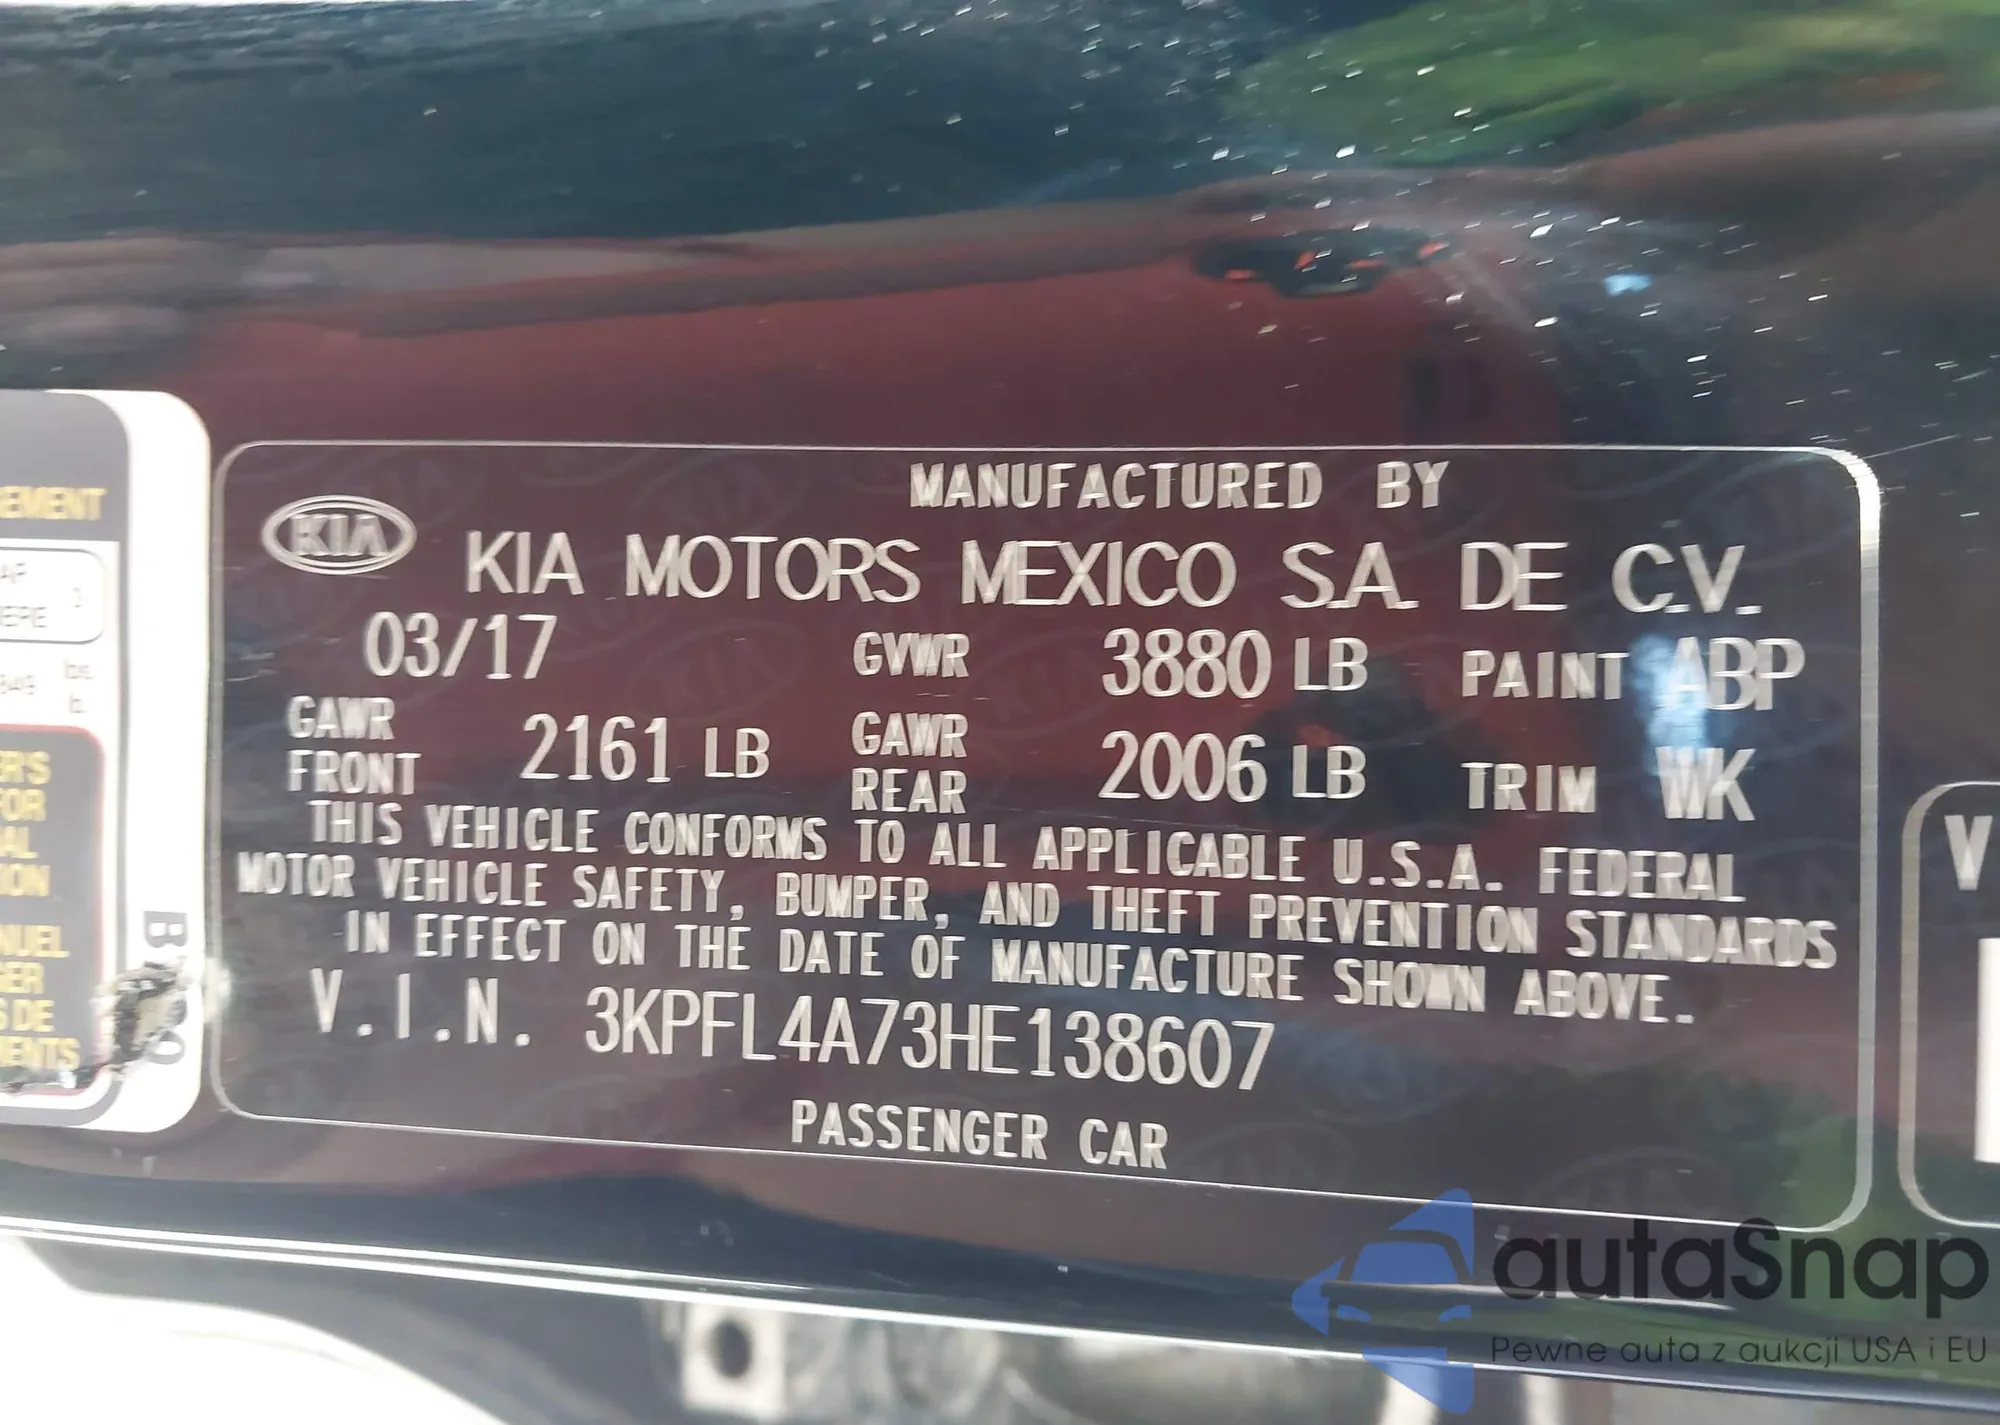 EMENT
3
BY
MANUFACTURED BY
KIA
KIA MOTORS MEXICO S.A. DE C.V.
03/17 GVWR 3880 LB PAINT ABP
GAWR FRONT 2161 LB GAWR REAR 2006 LB TRIM WK
THIS VEHICLE CONFORMS TO ALL APPLICABLE U.S.A. FEDERAL
MOTOR VEHICLE SAFETY, BUMPER, AND THEFT PREVENTION STANDARDS
IN EFFECT ON THE DATE OF MANUFACTURE SHOWN ABOVE.
V.I.N. 3KPFL4A73HE138607
PASSENGER CAR
V
autaSnap
Pewne auta z aukcji USA i EU